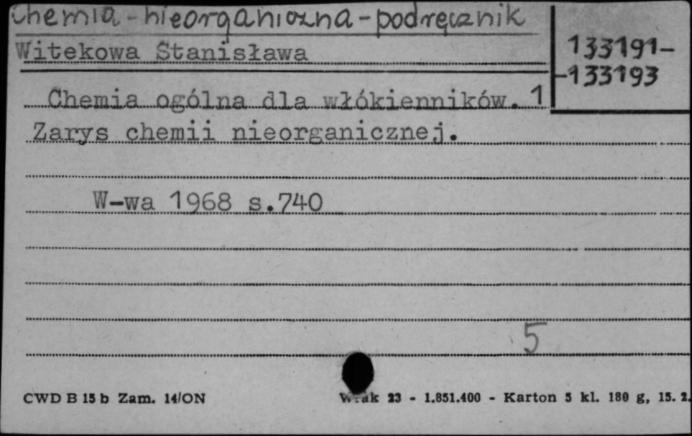 chemia - nieorganiczna - podręcznik
Witekowa Stanisława
133191-
-133193
Chemia ogólna dla włókienników. 1
Zarys chemii nieorganicznej.
W-wa 1968 s.740
5
CWD B 15 b Zam. 14/ON
23 - 1.851.400 - Karton 5 kl. 180 g, 15. 2.